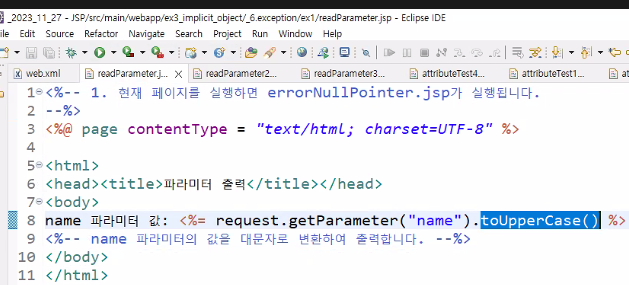 2023_11_27 - JSP/src/main/webapp/ex3_implicit_object/_6.exception/ex1/readParameter.jsp - Eclipse IDE
Source Refactor Navigate Search Project Run Window Help
web.xml readParameter.j... readParameter2... readParameter3... attributeTest4... attributeTest1...
1 <%-- 1. 현재 페이지를 실행하면 errorNullPointer.jsp가 실행됩니다.
2 --%>
3 <%@ page contentType = "text/html; charset=UTF-8" %>
4
5 <html>
6 <head><title>파라미터 출력</title></head>
7 <body>
8 name 파라미터 값: <%= request.getParameter("name").toUpperCase() %>
9 <%-- name 파라미터의 값을 대문자로 변환하여 출력합니다. --%>
10 </body>
11 </html>